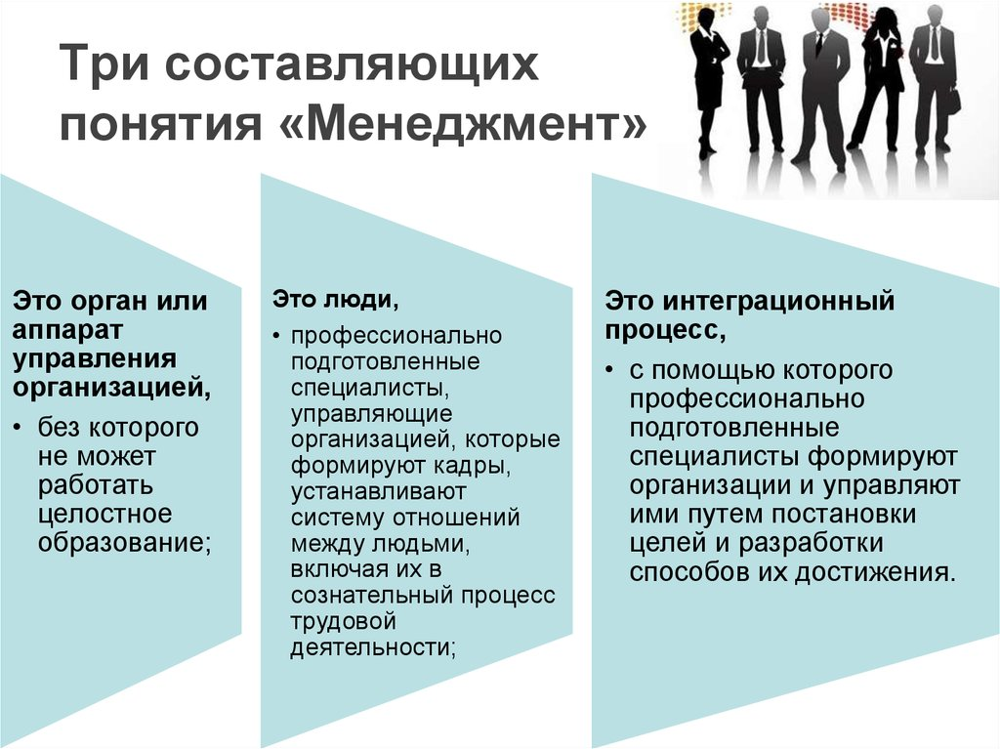 Три составляющих
понятия «Менеджмент»
Это орган или
аппарат
управления
организацией,
• без которого
не может
работать
целостное
образование;
Это люди,
• профессионально
подготовленные
специалисты,
управляющие
организацией, которые
формируют кадры,
устанавливают
систему отношений
между людьми,
включая их в
сознательный процесс
трудовой
деятельности;
Это интеграционный
процесс,
• с помощью которого
профессионально
подготовленные
специалисты формируют
организации и управляют
ими путем постановки
целей и разработки
способов их достижения.